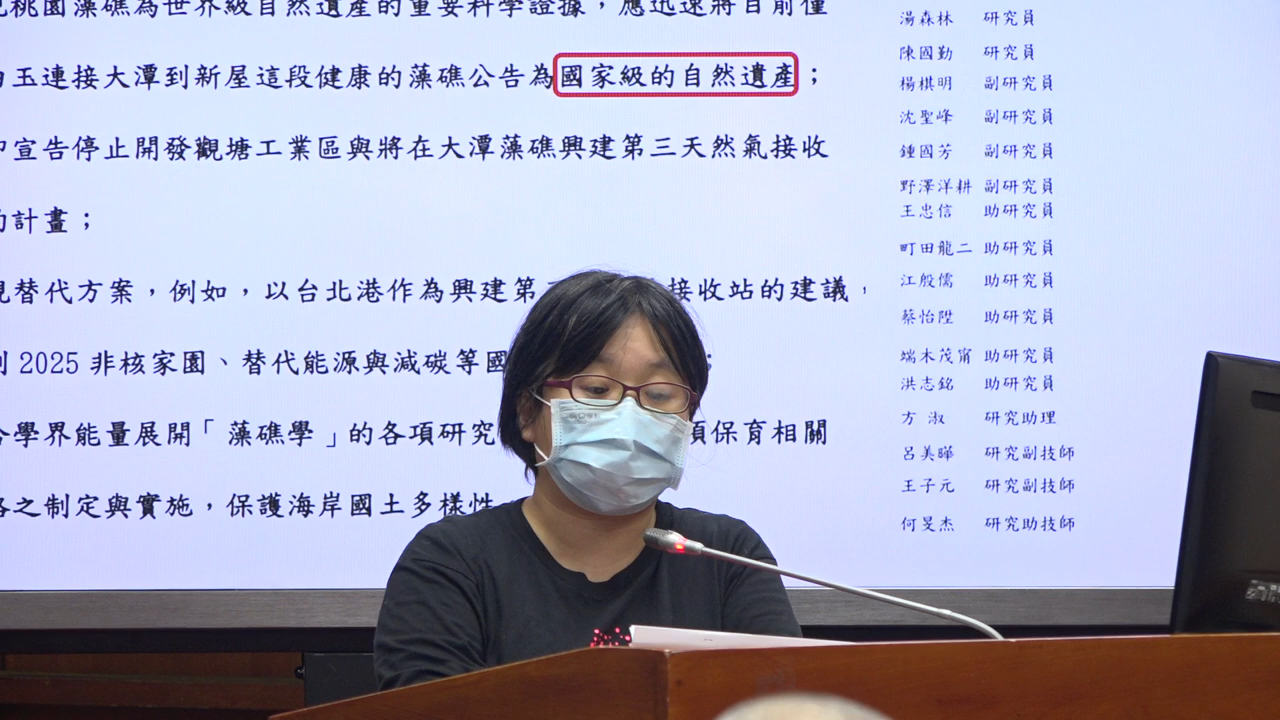 桃園藻礁為世界級自然遺產的重要科學證據，應迅速將目前僅
玉連接大潭到新屋這段健康的藻礁公告為國家級的自然遺產；
宣告停止開發觀塘工業區與將在大潭藻礁興建第三天然氣接收
計畫；
替代方案，例如，以台北港作為興建第 接收站的建議，
2025 非核家園、替代能源與減碳等國
學界能量展開「藻礁學」的各項研究 保育相關
之制定與實施，保護海岸國土多樣性
湯森林 研究員
陳國勤 研究員
楊棋明 副研究員
沈聖峰 副研究員
鍾國芳 副研究員
野澤洋耕 副研究員
王忠信 助研究員
町田龍二 助研究員
江殷儒 助研究員
蔡怡陞 助研究員
端木茂甯 助研究員
洪志銘 助研究員
方淑 研究助理
呂美曄 研究副技師
王子元 研究副技師
何旻杰 研究助技師